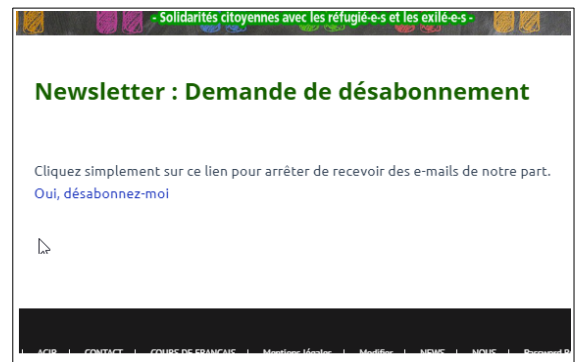 - Solidarités citoyennes avec les réfugié-e-s et les exilé-e-s -
Newsletter : Demande de désabonnement
Cliquez simplement sur ce lien pour arrêter de recevoir des e-mails de notre part.
Oui, désabonnez-moi
| AGIR | CONTACT | COURS DE FRANÇAIS | Mentions légales | Modifier | NEWS | NOUS | Password